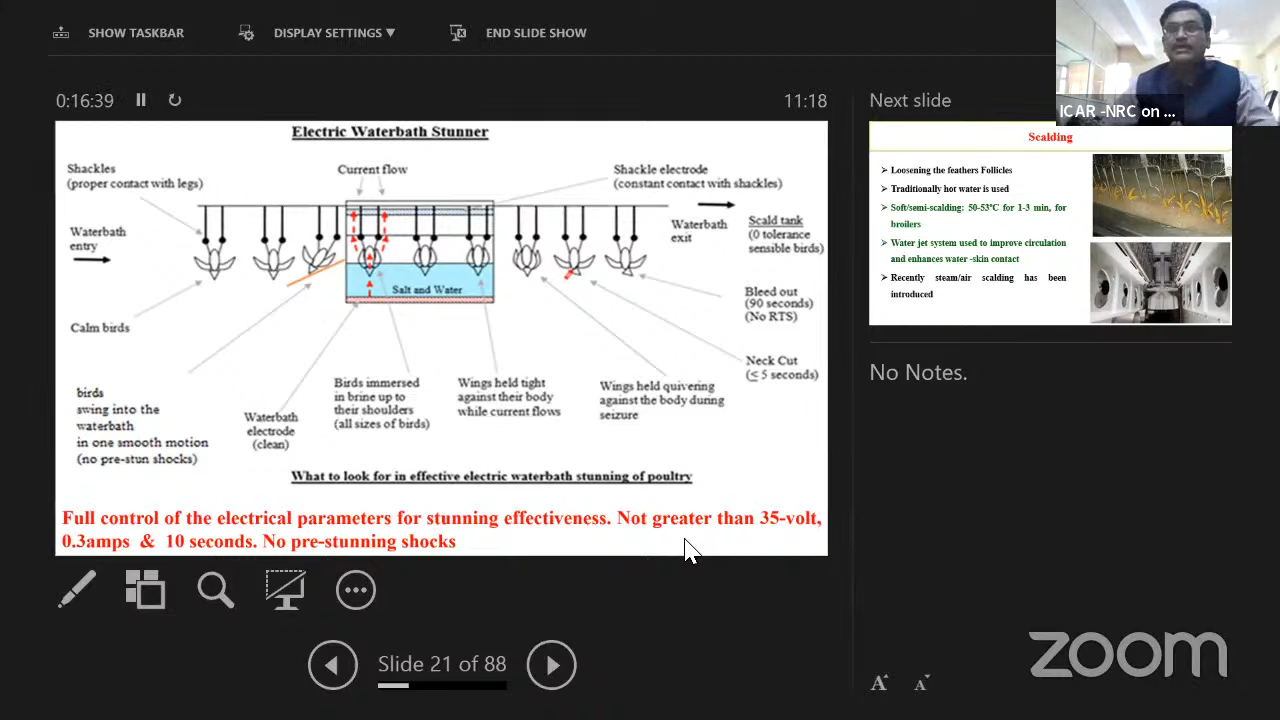 SHOW TASKBAR
DISPLAY SETTINGS ▼
END SLIDE SHOW
0:16:39
11:18
Next slide
ICAR -NRC on ...
Electric Waterbath Stunner
Shackles
(proper contact with legs)
Current flow
Shackle electrode
(constant contact with shackles)
Waterbath
entry
Waterbath
exit
Scald tank
(0 tolerance
sensible birds)
Salt and Water
Bleed out
(90 seconds)
(No RTS)
Calm birds
Neck Cut
(≤ 5 seconds)
birds
swing into the
waterbath
in one smooth motion
(no pre-stun shocks)
Waterbath
electrode
(clean)
Birds immersed
in brine up to
their shoulders
(all sizes of birds)
Wings held tight
against their body
while current flows
Wings held quivering
against the body during
seizure
What to look for in effective electric waterbath stunning of poultry
Full control of the electrical parameters for stunning effectiveness. Not greater than 35-volt,
0.3amps & 10 seconds. No pre-stunning shocks
Scalding
➢ Loosening the feathers Follicles
➢ Traditionally hot water is used
➢ Soft/semi-scalding: 50-53°C for 1-3 min, for
broilers
➢ Water jet system used to improve circulation
and enhances water -skin contact
➢ Recently steam/air scalding has been
introduced
No Notes.
Slide 21 of 88
A A
zoom